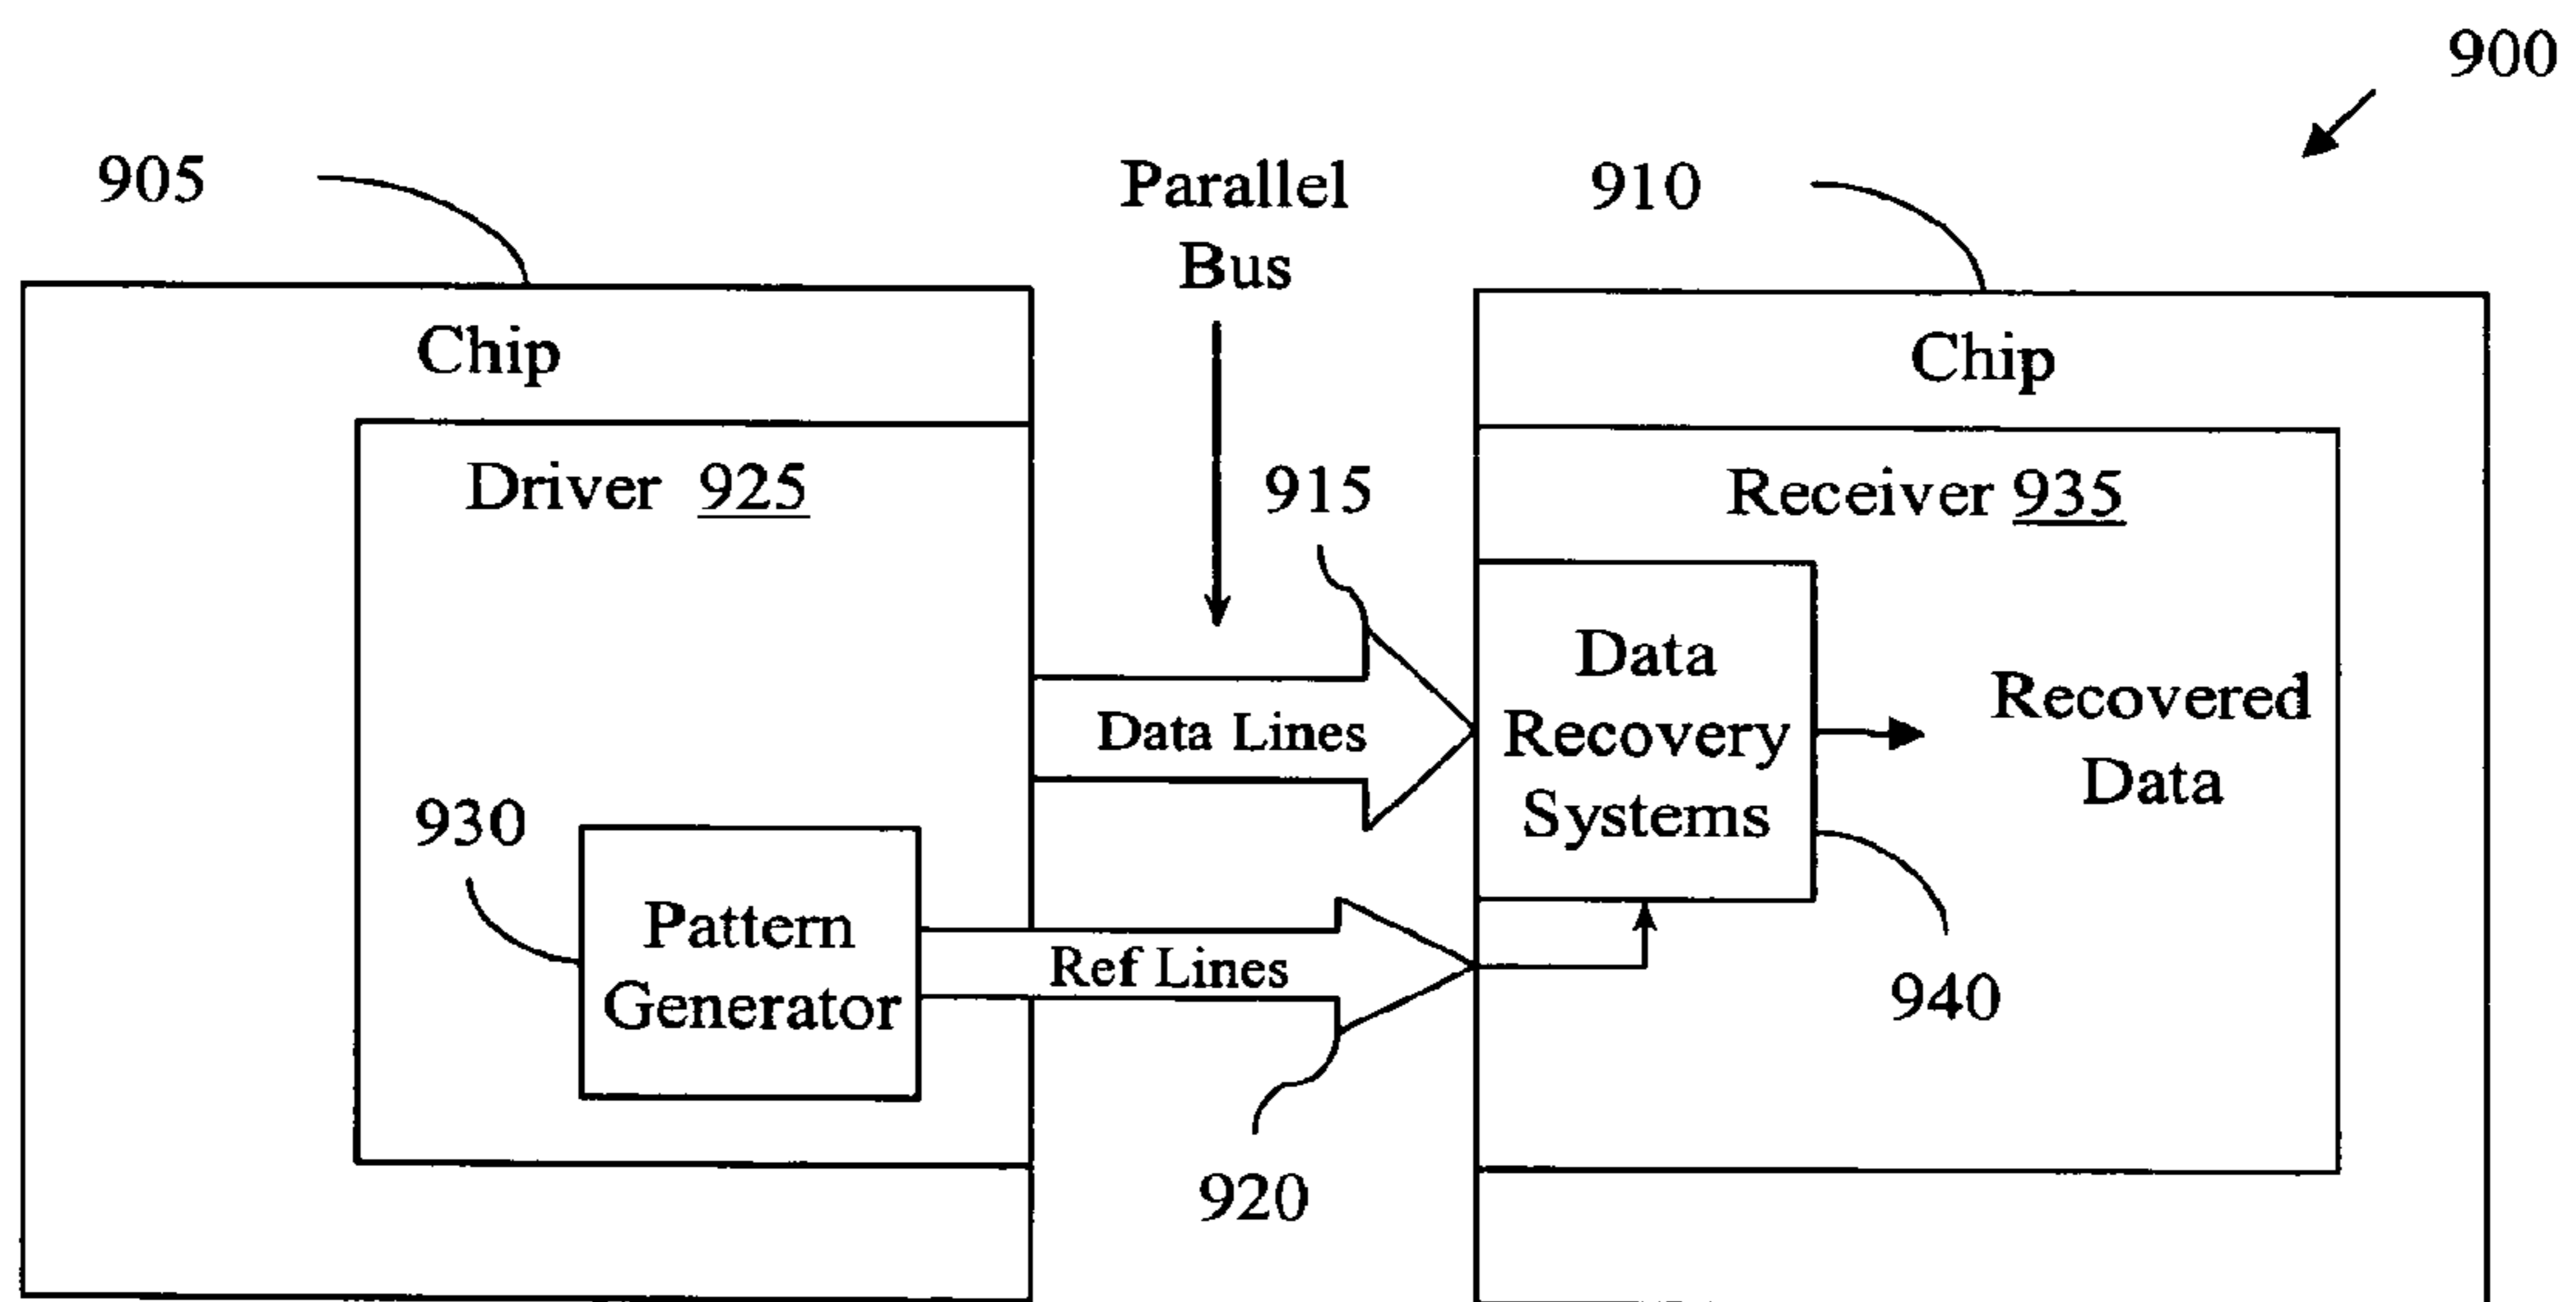 900
905
Parallel
Bus
910
Chip
Chip
Driver 925
915
Receiver 935
Data
Recovery
Systems
Data Lines
Recovered
Data
930
Pattern
Generator
Ref Lines
940
920